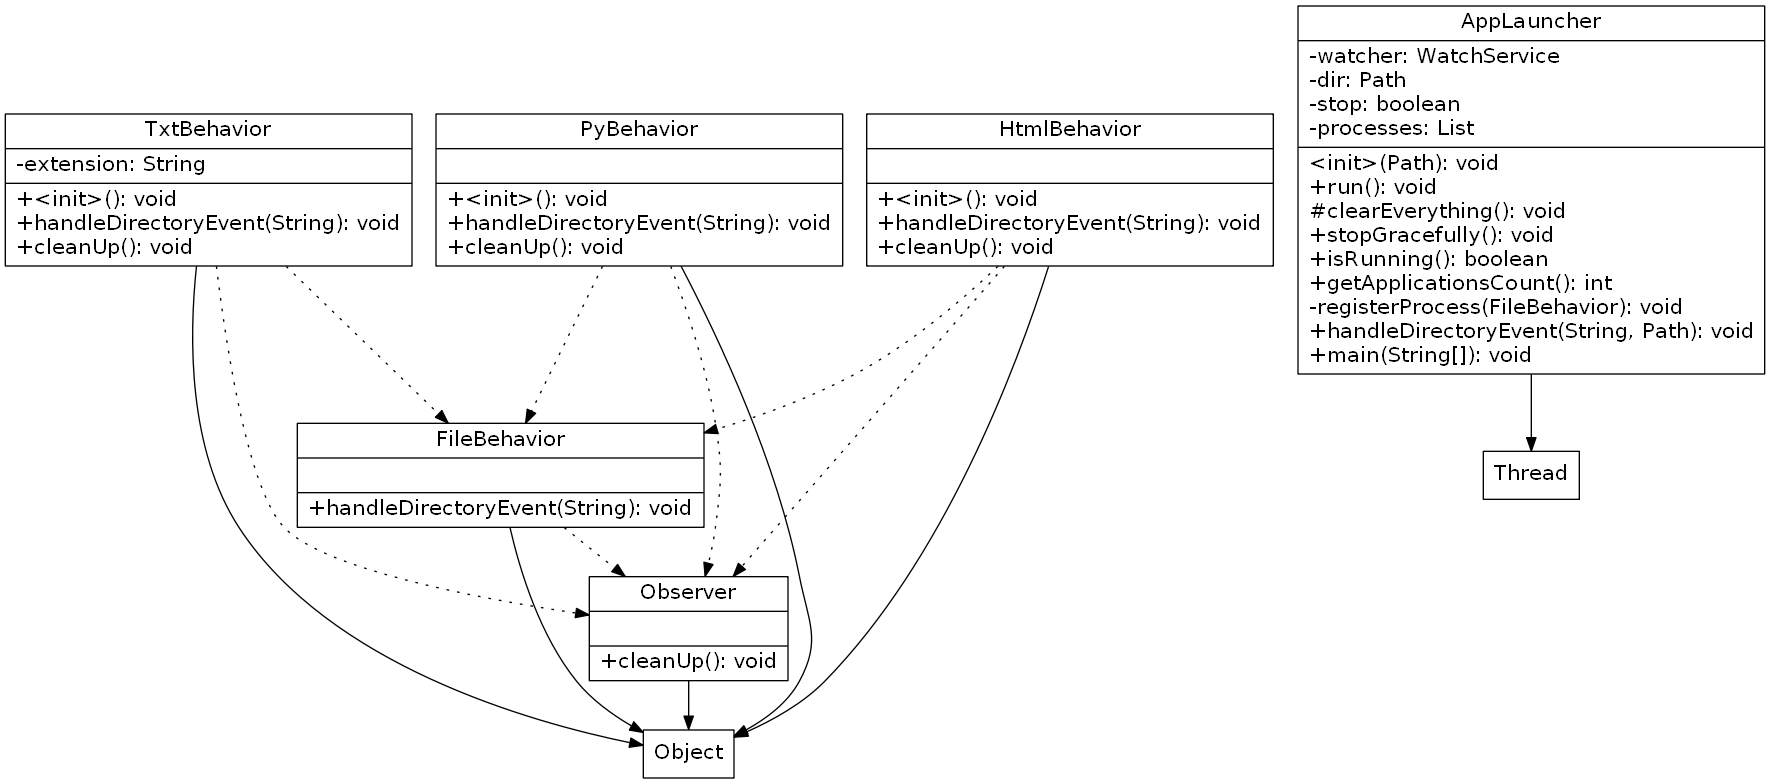 TxtBehavior
-extension: String
+<init>(): void
+handleDirectoryEvent(String): void
+cleanUp(): void
PyBehavior
+<init>(): void
+handleDirectoryEvent(String): void
+cleanUp(): void
HtmlBehavior
+<init>(): void
+handleDirectoryEvent(String): void
+cleanUp(): void
AppLauncher
-watcher: WatchService
-dir: Path
-stop: boolean
-processes: List
<init>(Path): void
+run(): void
#clearEverything(): void
+stopGracefully(): void
+isRunning(): boolean
+getApplicationsCount(): int
-registerProcess(FileBehavior): void
+handleDirectoryEvent(String, Path): void
+main(String[]): void
FileBehavior
+handleDirectoryEvent(String): void
Thread
Observer
+cleanUp(): void
Object